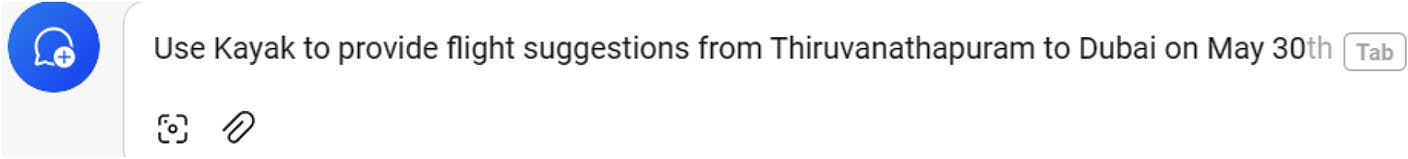 Use Kayak to provide flight suggestions from Thiruvanathapuram to Dubai on May 30th Tab